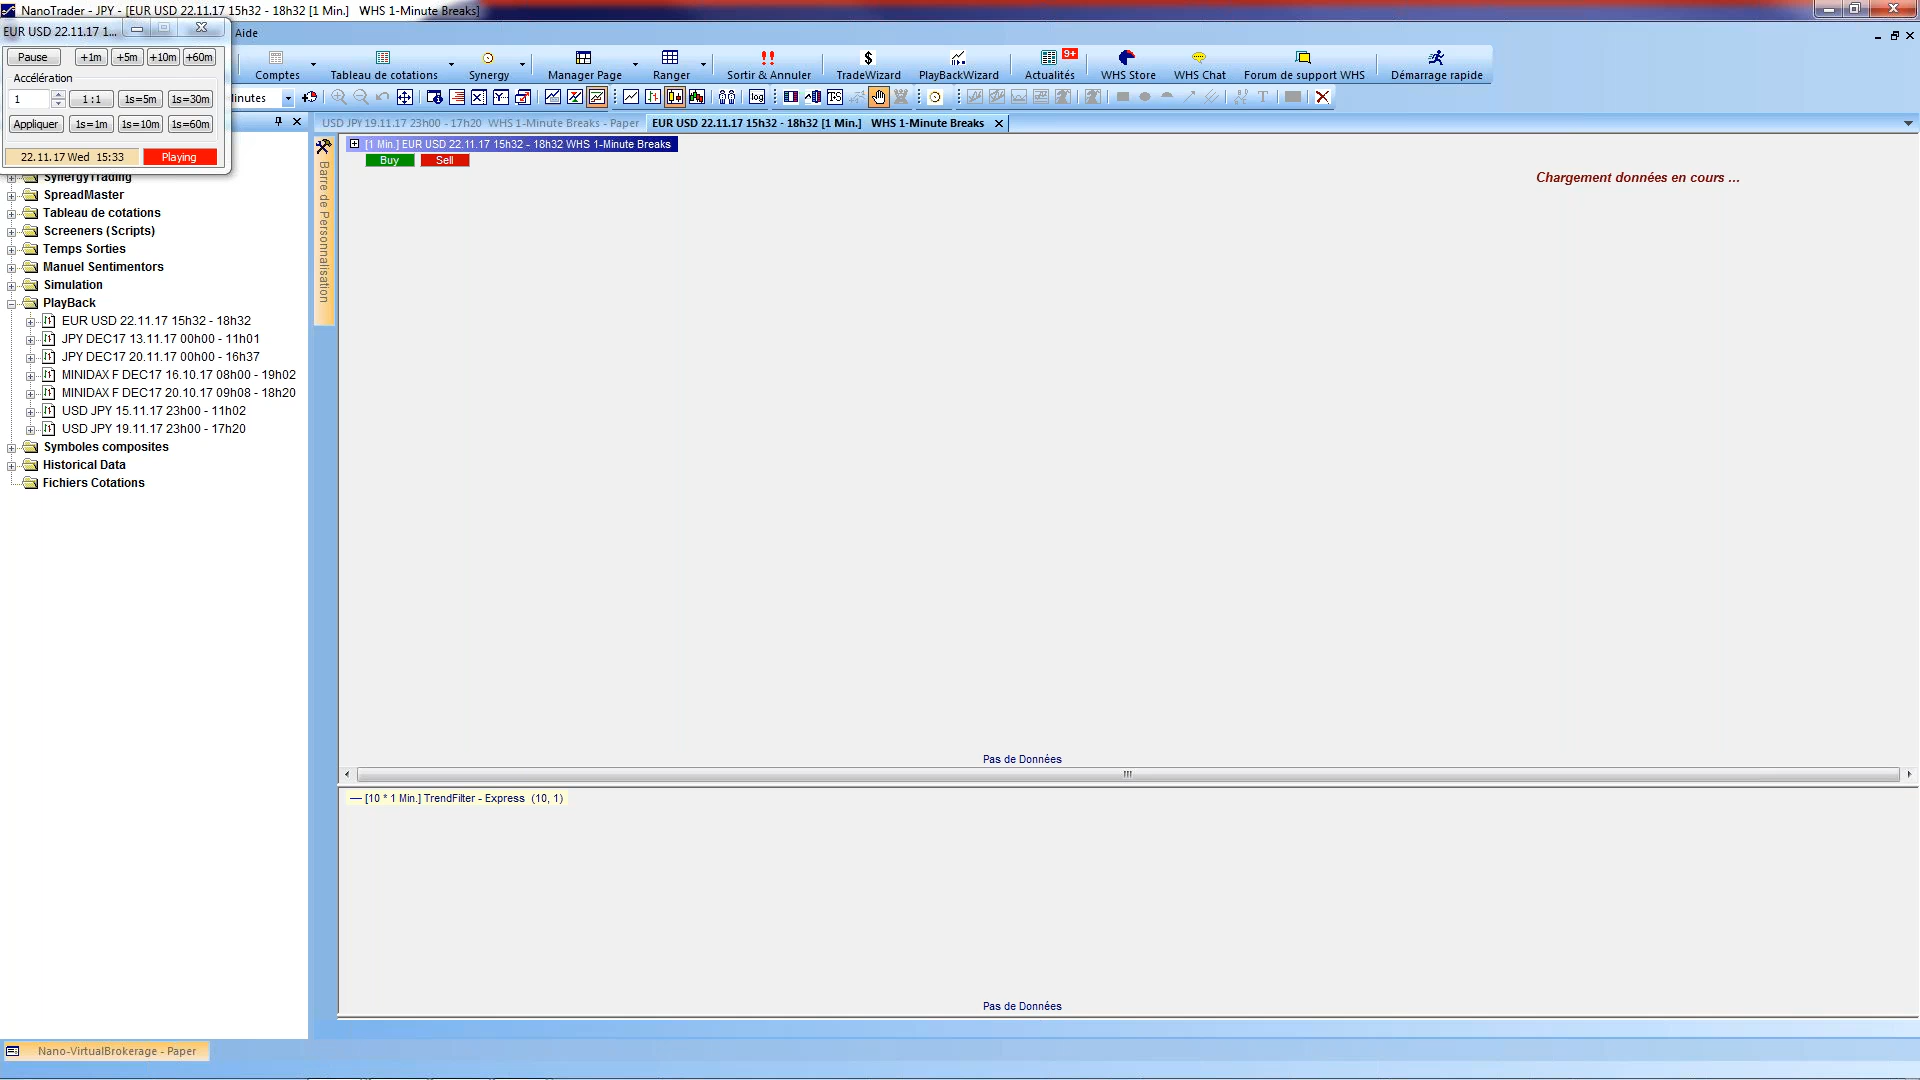 NanoTrader - JPY - [EUR USD 22.11.17 15h32 - 18h32 [1 Min.]   WHS 1-Minute Breaks]
EUR USD 22.11.17 1...
Aide
Pause +1m +5m +10m +60m
Accélération
1 1 : 1 1s=5m 1s=30m
Appliquer 1s=1m 1s=10m 1s=60m
22.11.17 Wed 15:33 Playing
Comptes
Tableau de cotations
Synergy
Manager Page
Ranger
Sortir & Annuler
TradeWizard
PlayBackWizard
9+
Actualités
WHS Store
WHS Chat
Forum de support WHS
Démarrage rapide
inutes
log
T-S
T
USD JPY 19.11.17 23h00 - 17h20   WHS 1-Minute Breaks - Paper
EUR USD 22.11.17 15h32 - 18h32 [1 Min.]   WHS 1-Minute Breaks
[1 Min.] EUR USD 22.11.17 15h32 - 18h32 WHS 1-Minute Breaks
Buy Sell
Chargement données en cours ...
Barre de Personnalisation
SynergyTrading
SpreadMaster
Tableau de cotations
Screeners (Scripts)
Temps Sorties
Manuel Sentimentors
Simulation
PlayBack
EUR USD 22.11.17 15h32 - 18h32
JPY DEC17 13.11.17 00h00 - 11h01
JPY DEC17 20.11.17 00h00 - 16h37
MINIDAX F DEC17 16.10.17 08h00 - 19h02
MINIDAX F DEC17 20.10.17 09h08 - 18h20
USD JPY 15.11.17 23h00 - 11h02
USD JPY 19.11.17 23h00 - 17h20
Symboles composites
Historical Data
Fichiers Cotations
Pas de Données
[10 * 1 Min.] TrendFilter - Express (10, 1)
Pas de Données
Nano-VirtualBrokerage - Paper